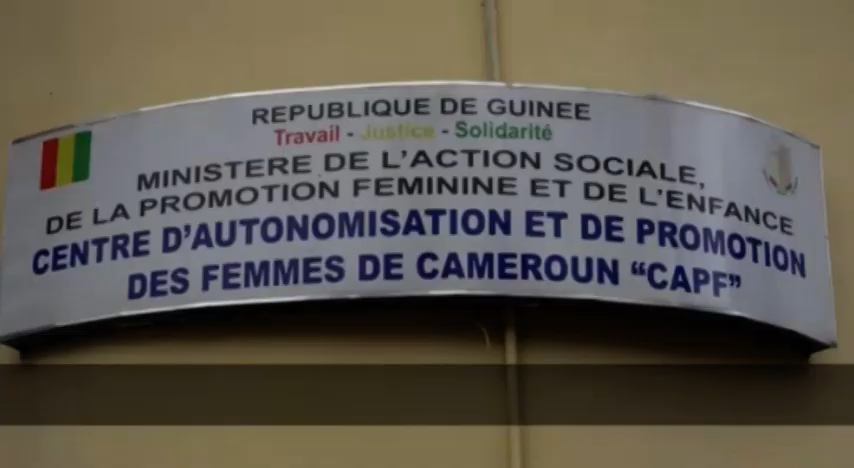 REPUBLIQUE DE GUINEE
Travail - Justice - Solidarité
MINISTERE DE L'ACTION SOCIALE,
DE LA PROMOTION FEMININE ET DE L'ENFANCE
CENTRE D'AUTONOMISATION ET DE PROMOTION
DES FEMMES DE CAMEROUN "CAPF"